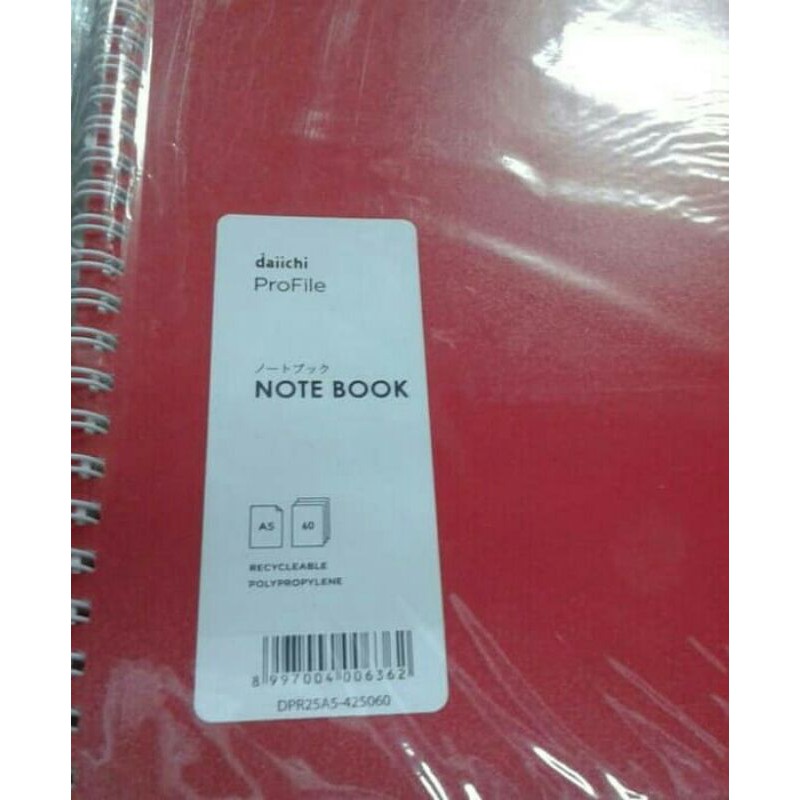 daiichi
ProFile
ノートブック
NOTE BOOK
A5 60
RECYCLEABLE
POLYPROPYLENE
8 997004 006362
DPR25A5-425060